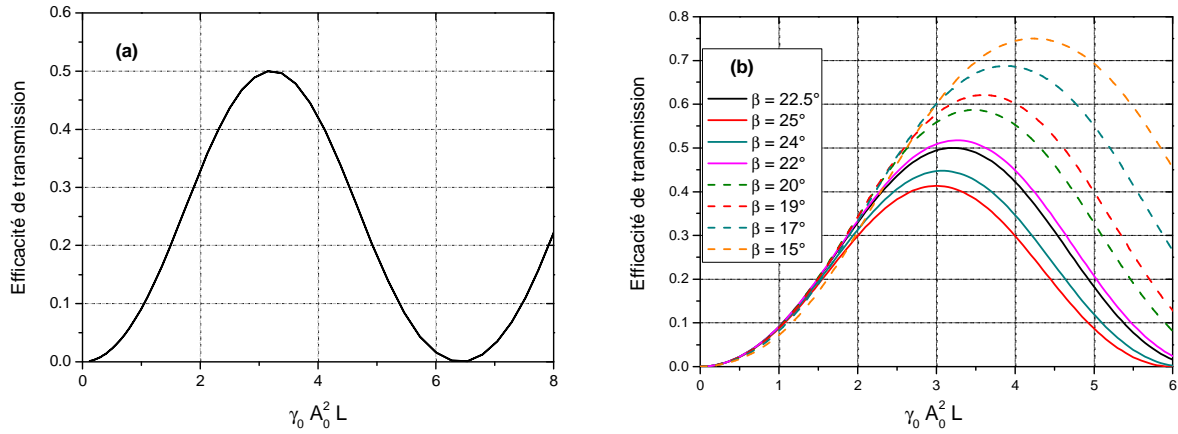 0.6
(a)
0.5
0.4
0.3
0.2
0.1
0.0
0
2
4
6
8
Efficacité de transmission
γ₀ A₀² L
0.8
(b)
0.7
0.6
0.5
0.4
0.3
0.2
0.1
0.0
β = 22.5°
β = 25°
β = 24°
β = 22°
β = 20°
β = 19°
β = 17°
β = 15°
0
1
2
3
4
5
6
Efficacité de transmission
γ₀ A₀² L